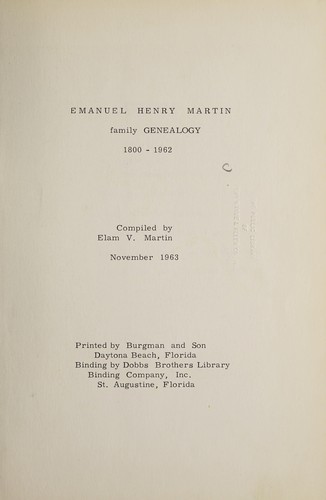 EMANUEL HENRY MARTIN
family GENEALOGY
1800 - 1962
Compiled by
Elam V. Martin
November 1963
Printed by Burgman and Son
Daytona Beach, Florida
Binding by Dobbs Brothers Library
Binding Company, Inc.
St. Augustine, Florida